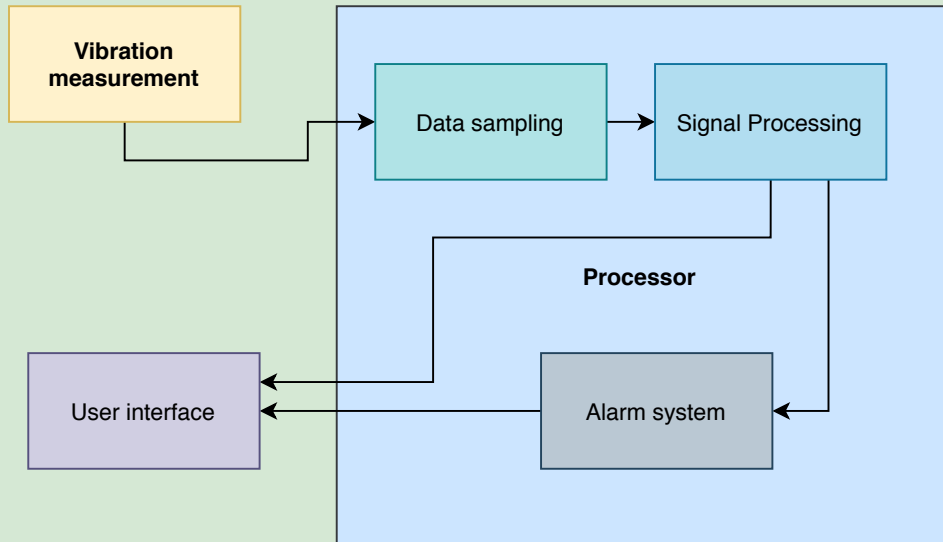 Vibration
measurement
Data sampling
Signal Processing
Processor
User interface
Alarm system